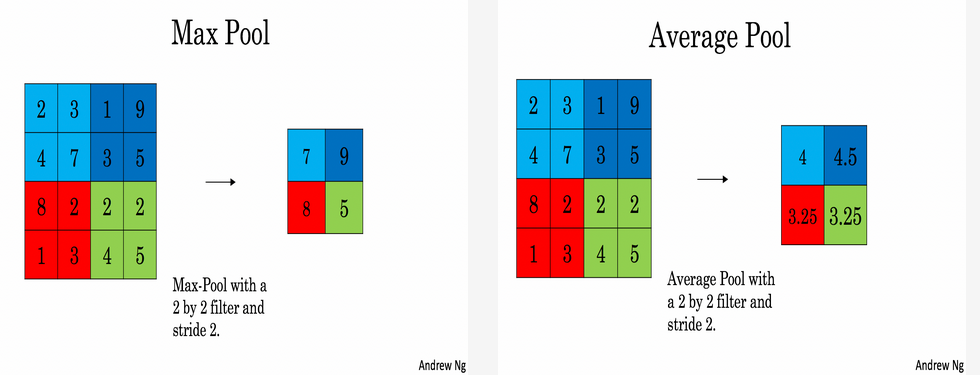 Max Pool
2 3 1 9
4 7 3 5
8 2 2 2
1 3 4 5
7 9
8 5
Max-Pool with a
2 by 2 filter and
stride 2.
Andrew Ng
Average Pool
2 3 1 9
4 7 3 5
8 2 2 2
1 3 4 5
4 4.5
3.25 3.25
Average Pool with
a 2 by 2 filter and
stride 2.
Andrew Ng